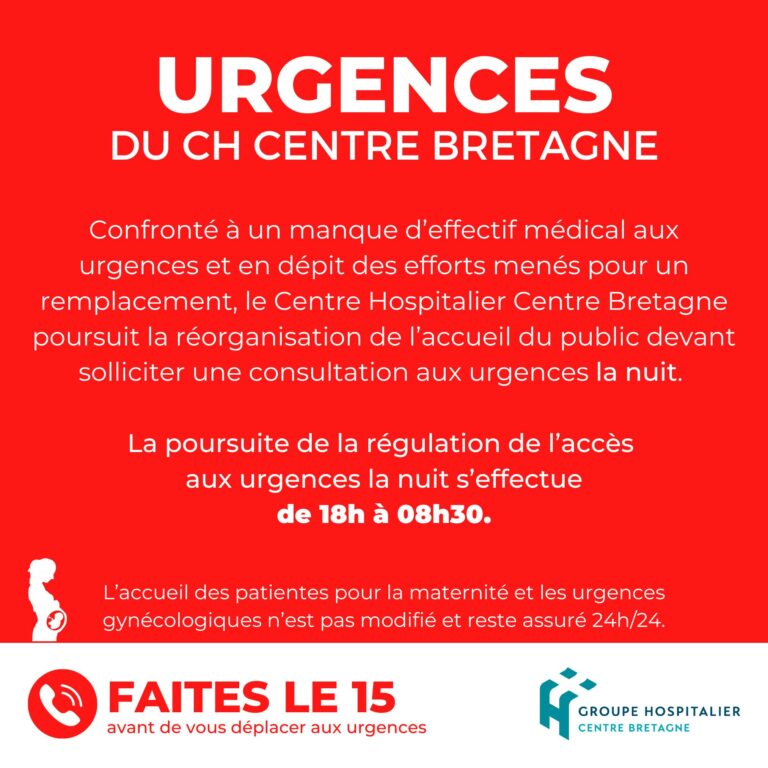 URGENCES
DU CH CENTRE BRETAGNE
Confronté à un manque d’effectif médical aux
urgences et en dépit des efforts menés pour un
remplacement, le Centre Hospitalier Centre Bretagne
poursuit la réorganisation de l’accueil du public devant
solliciter une consultation aux urgences la nuit.
La poursuite de la régulation de l’accès
aux urgences la nuit s’effectue
de 18h à 08h30.
L’accueil des patientes pour la maternité et les urgences
gynécologiques n’est pas modifié et reste assuré 24h/24.
FAITES LE 15
avant de vous déplacer aux urgences
GROUPE HOSPITALIER
CENTRE BRETAGNE